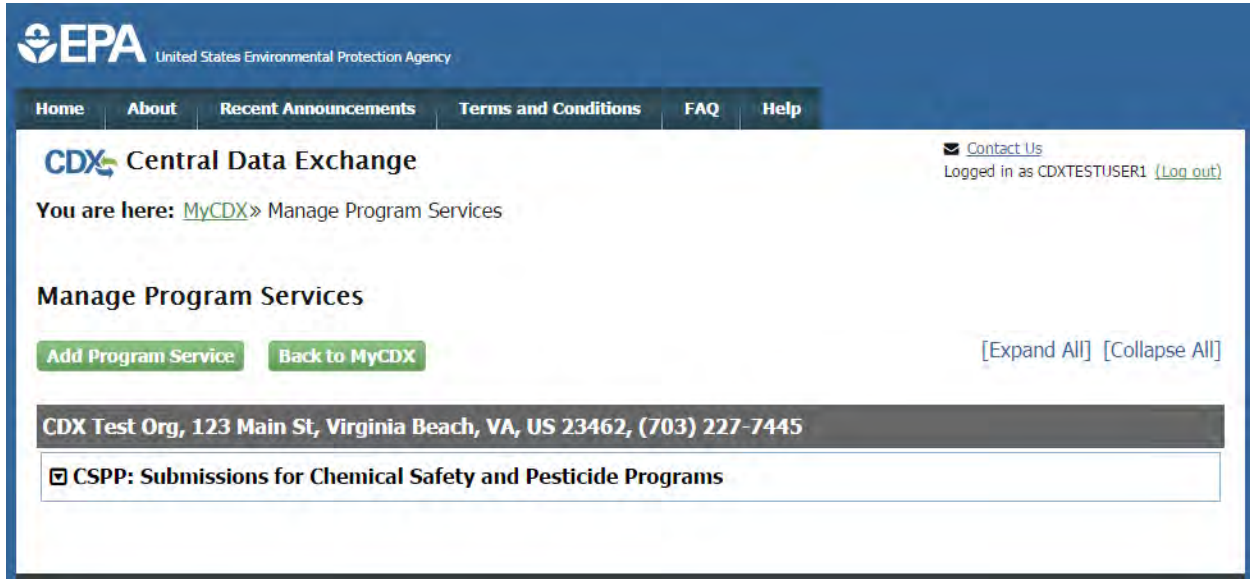 EPA United States Environmental Protection Agency
Home About Recent Announcements Terms and Conditions FAQ Help
CDX Central Data Exchange
Contact Us
Logged in as CDXTESTUSER1 (Log out)
You are here: MyCDX» Manage Program Services
Manage Program Services
Add Program Service Back to MyCDX [Expand All] [Collapse All]
CDX Test Org, 123 Main St, Virginia Beach, VA, US 23462, (703) 227-7445
CSPP: Submissions for Chemical Safety and Pesticide Programs